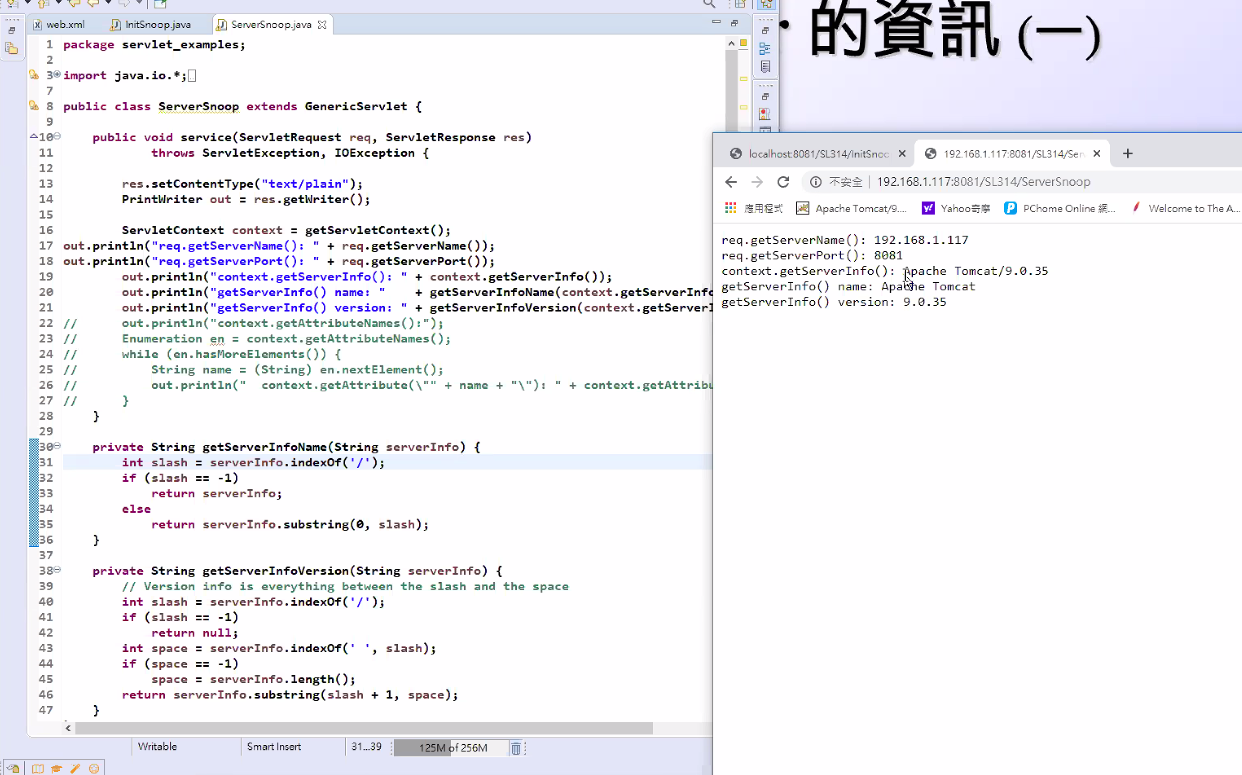 web.xml
InitSnoop.java
ServerSnoop.java
1 package servlet_examples;
2
3 import java.io.*;
7
8 public class ServerSnoop extends GenericServlet {
9
10 public void service(ServletRequest req, ServletResponse res)
11 throws ServletException, IOException {
12
13 res.setContentType("text/plain");
14 PrintWriter out = res.getWriter();
15
16 ServletContext context = getServletContext();
17 out.println("req.getServerName(): " + req.getServerName());
18 out.println("req.getServerPort(): " + req.getServerPort());
19 out.println("context.getServerInfo(): " + context.getServerInfo());
20 out.println("getServerInfo() name: " + getServerInfoName(context.getServerInfo
21 out.println("getServerInfo() version: " + getServerInfoVersion(context.getServerI
22 // out.println("context.getAttributeNames():");
23 // Enumeration en = context.getAttributeNames();
24 // while (en.hasMoreElements()) {
25 // String name = (String) en.nextElement();
26 // out.println("  context.getAttribute(\"" + name + "\"): " + context.getAttribu
27 // }
28 }
29
30 private String getServerInfoName(String serverInfo) {
31 int slash = serverInfo.indexOf('/');
32 if (slash == -1)
33 return serverInfo;
34 else
35 return serverInfo.substring(0, slash);
36 }
37
38 private String getServerInfoVersion(String serverInfo) {
39 // Version info is everything between the slash and the space
40 int slash = serverInfo.indexOf('/');
41 if (slash == -1)
42 return null;
43 int space = serverInfo.indexOf(' ', slash);
44 if (space == -1)
45 space = serverInfo.length();
46 return serverInfo.substring(slash + 1, space);
47 }
Writable
Smart Insert
31...39
125M of 256M
的資訊 (一)
localhost:8081/SL314/InitSnoo
192.168.1.117:8081/SL314/Ser
不安全 | 192.168.1.117:8081/SL314/ServerSnoop
應用程式
Apache Tomcat/9....
Yahoo奇摩
PChome Online 網...
Welcome to The A...
req.getServerName(): 192.168.1.117
req.getServerPort(): 8081
context.getServerInfo(): Apache Tomcat/9.0.35
getServerInfo() name: Apache Tomcat
getServerInfo() version: 9.0.35